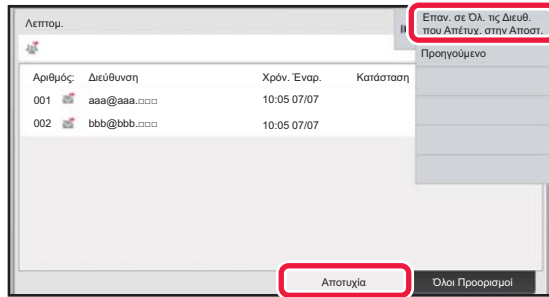 Λεπτομ.
Επαν. σε Όλ. τις Διευθ.
που Απέτυχ. στην Αποστ.
Προηγούμενο
Αριθμός: Διεύθυνση Χρόν. Έναρ. Κατάσταση
001 aaa@aaa.□□□ 10:05 07/07
002 bbb@bbb.□□□ 10:05 07/07
Αποτυχία Όλοι Προορισμοί